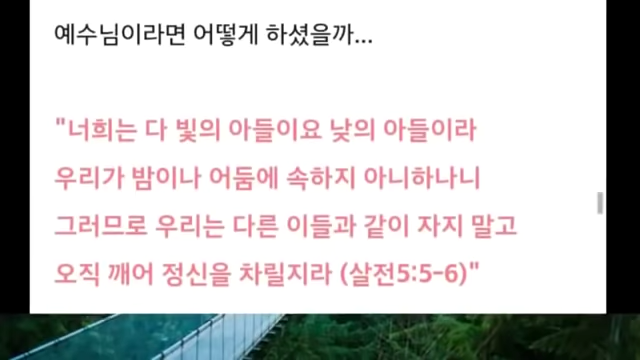 예수님이라면 어떻게 하셨을까...
"너희는 다 빛의 아들이요 낮의 아들이라
우리가 밤이나 어둠에 속하지 아니하나니
그러므로 우리는 다른 이들과 같이 자지 말고
오직 깨어 정신을 차릴지라 (살전5:5-6)"